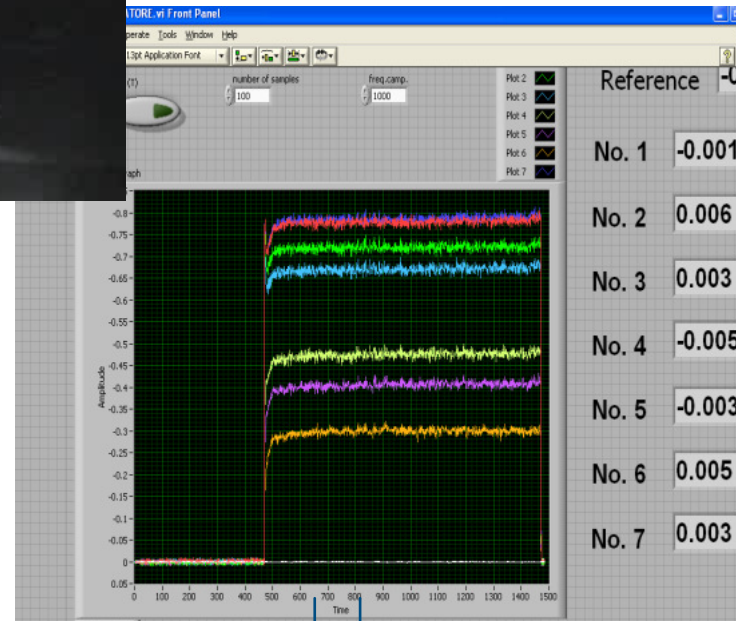 ATORE.vi Front Panel
perate Tools Window Help
13pt Application Font
(T)
number of samples
100
freq.camp.
1000
Plot 2
Plot 3
Plot 4
Plot 5
Plot 6
Plot 7
aph
Reference -0
No. 1 -0.001
No. 2 0.006
No. 3 0.003
No. 4 -0.005
No. 5 -0.003
No. 6 0.005
No. 7 0.003
Amplitude
-0.8
-0.75
-0.7
-0.65
-0.6
-0.55
-0.5
-0.45
-0.4
-0.35
-0.3
-0.25
-0.2
-0.15
-0.1
-0.05
0
0.05
0 100 200 300 400 500 600 700 800 900 1000 1100 1200 1300 1400 1500
Time